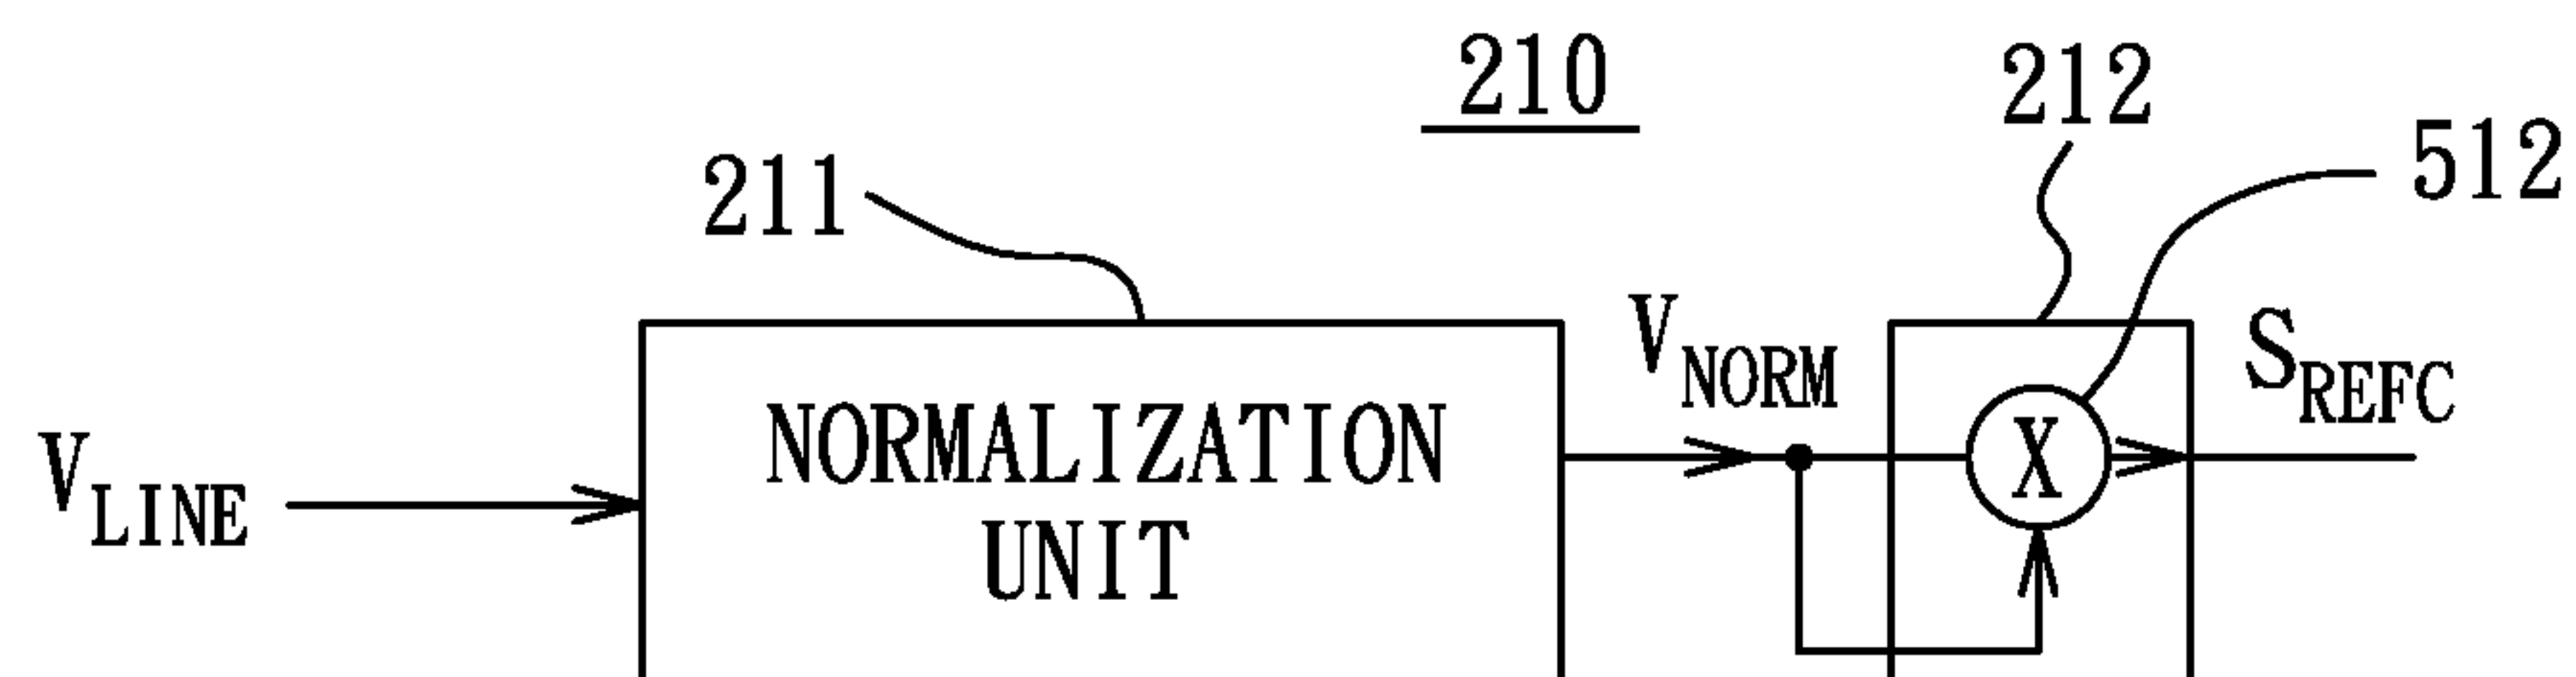 210
212
512
211
V_NORM
S_REFC
V_LINE
NORMALIZATION
UNIT
X